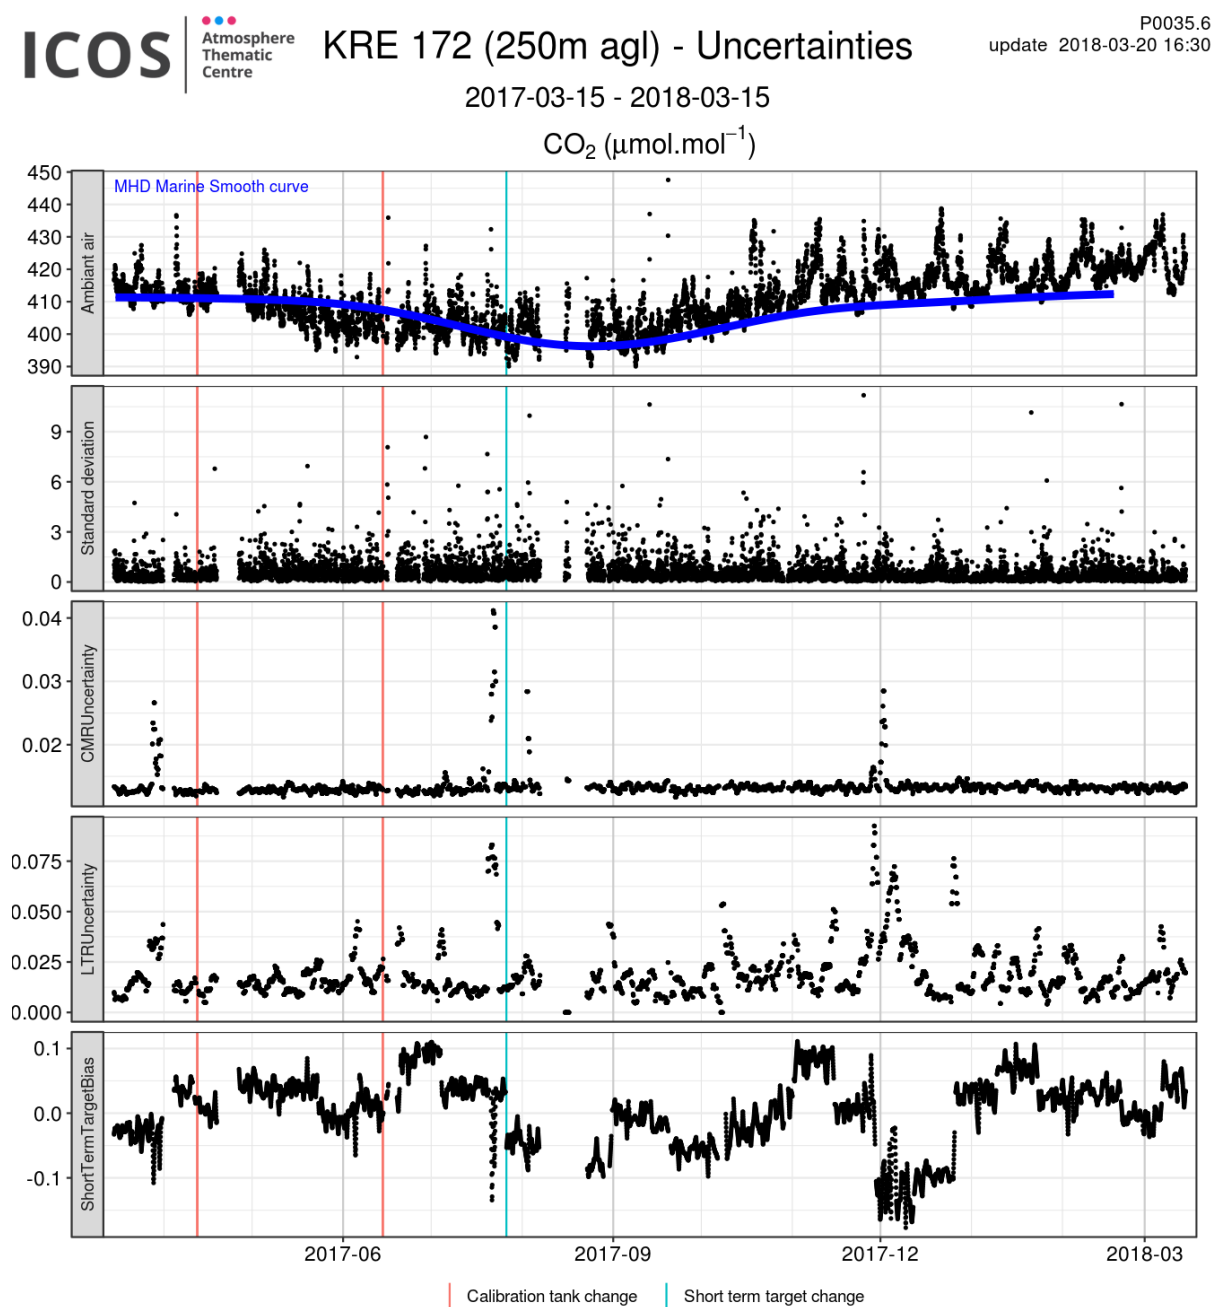 ICOS
Atmosphere
Thematic
Centre
KRE 172 (250m agl) - Uncertainties
P0035.6
update 2018-03-20 16:30
2017-03-15 - 2018-03-15
CO₂ (μmol.mol⁻¹)
MHD Marine Smooth curve
Ambiant air
450
440
430
420
410
400
390
Standard deviation
9
6
3
0
CMRUncertainty
0.04
0.03
0.02
LTRUncertainty
0.075
0.050
0.025
0.000
ShortTermTargetBias
0.1
0.0
-0.1
2017-06
2017-09
2017-12
2018-03
Calibration tank change
Short term target change